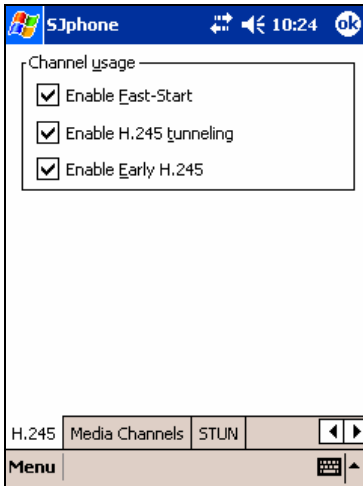 SJphone 10:24 ok
Channel usage
Enable Fast-Start
Enable H.245 tunneling
Enable Early H.245
H.245 Media Channels STUN
Menu